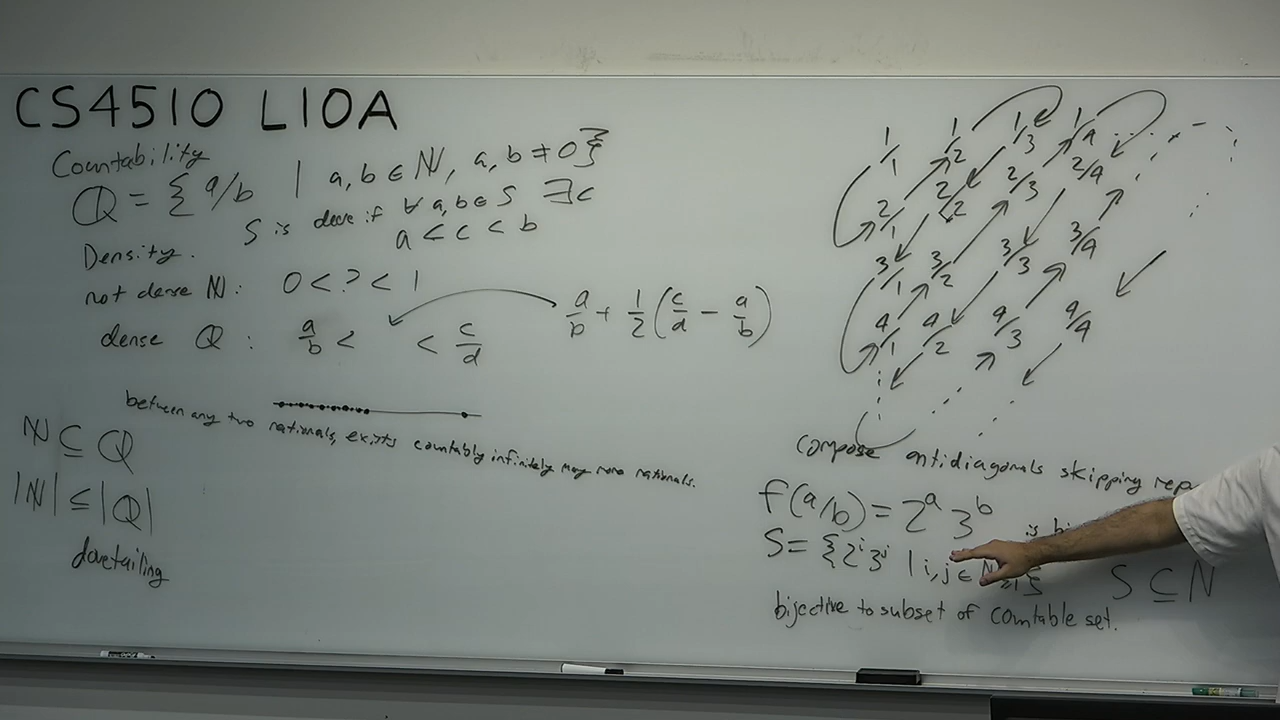 CS4510 L10A
Countability
ℚ = { a/b | a,b ∈ ℕ, a,b ≠ 0}
S is dense if ∀ a,b ∈ S ∃c
a < c < b
Density.
not dense ℕ: 0 < ? < 1
dense ℚ : a/b < < c/d a/b + 1/2 (c/d - a/b)
between any two rationals, exists countably infinitely many more rationals.
ℕ ⊆ ℚ
|ℕ| ≤ |ℚ|
dovetailing
1/1 1/2 1/3 1/4 ...
2/1 2/2 2/3 2/4
3/1 3/2 3/3 3/4
4/1 4/2 4/3 4/4
compose antidiagonals skipping
f(a/b) = 2^a 3^b is
S = {2^i 3^j | i,j ∈ S ⊆ ℕ
bijective to subset of countable set.